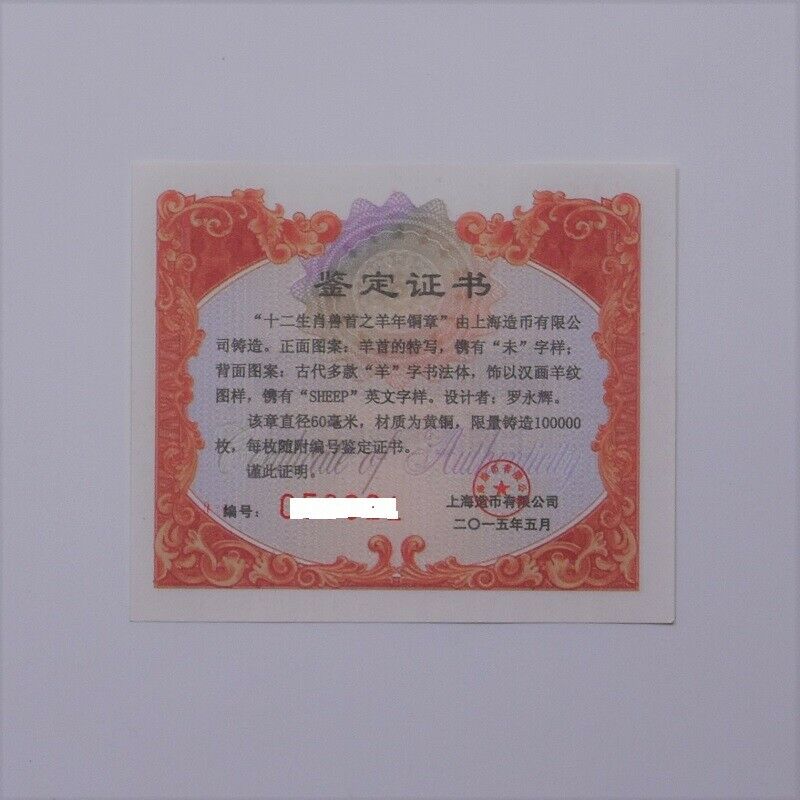 鉴定证书
“十二生肖兽首之羊年铜章”由上海造币有限公
司铸造。正面图案：羊首的特写，镌有“未”字样；
背面图案：古代多款“羊”字书法体，饰以汉画羊纹
图样，镌有“SHEEP”英文字样。设计者：罗永辉。
该章直径60毫米，材质为黄铜，限量铸造100000
枚，每枚随附编号鉴定证书。
Certificate of Authenticity
谨此证明。
编号：
上海造币有限公司
二〇一五年五月